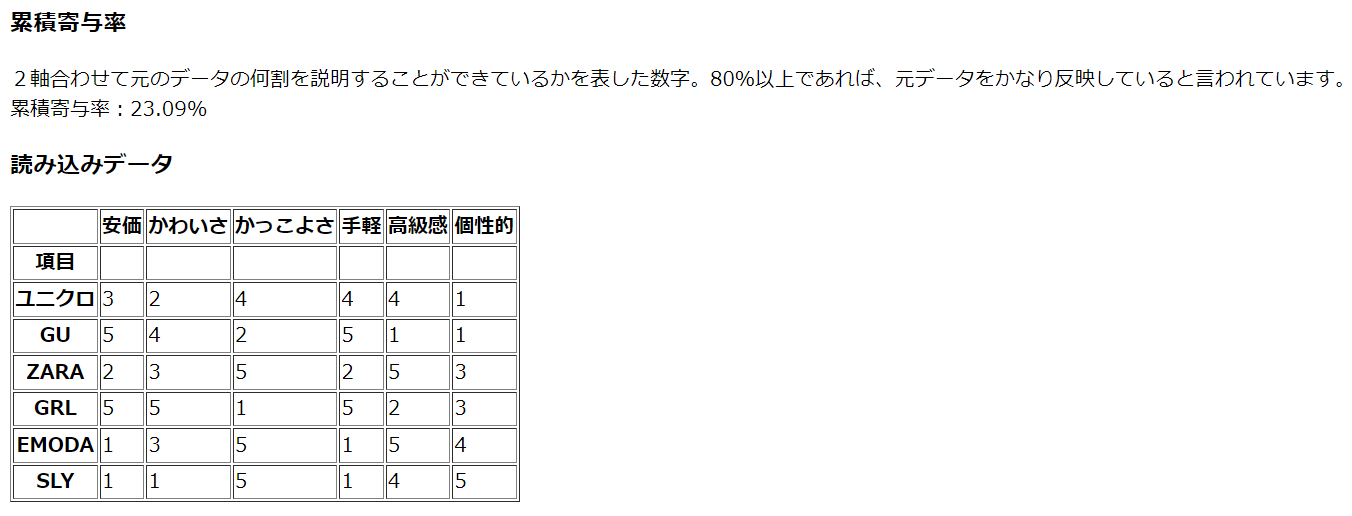 累積寄与率
２軸合わせて元のデータの何割を説明することができているかを表した数字。80%以上であれば、元データをかなり反映していると言われています。
累積寄与率：23.09%
読み込みデータ
安価 かわいさ かっこよさ 手軽 高級感 個性的
項目
ユニクロ 3 2 4 4 4 1
GU 5 4 2 5 1 1
ZARA 2 3 5 2 5 3
GRL 5 5 1 5 2 3
EMODA 1 3 5 1 5 4
SLY 1 1 5 1 4 5